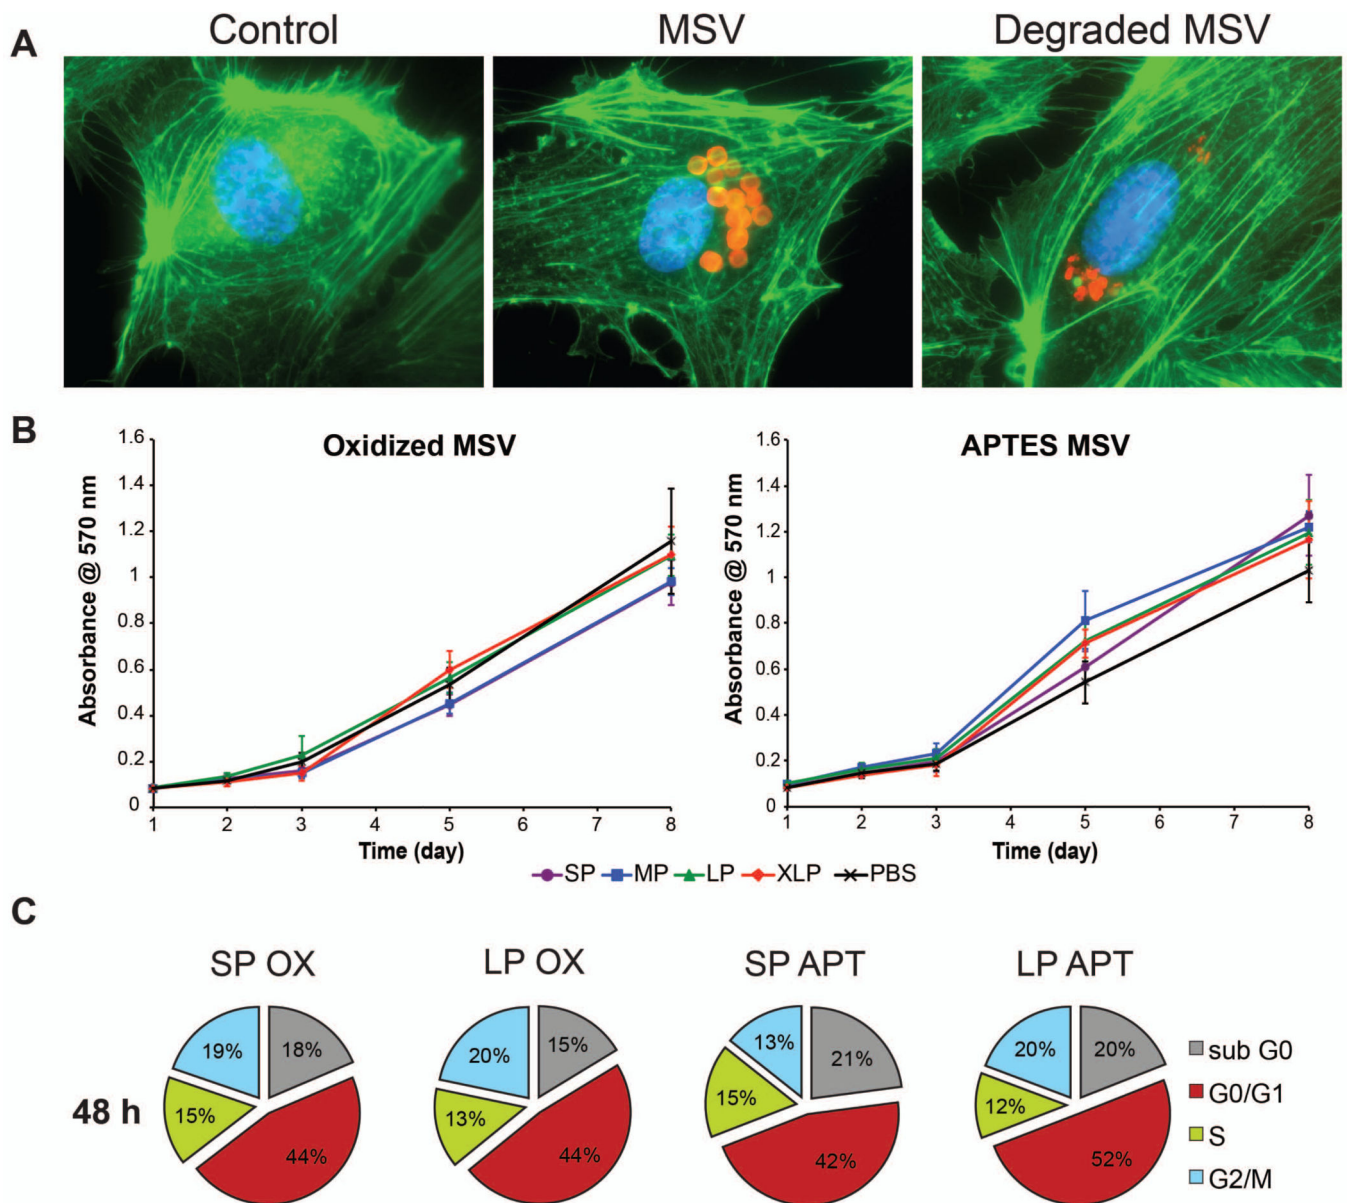 A
Control MSV Degraded MSV
B
Oxidized MSV
Absorbance @ 570 nm
1.6
1.4
1.2
1
0.8
0.6
0.4
0.2
0
1 2 3 4 5 6 7 8
Time (day)
APTES MSV
Absorbance @ 570 nm
1.6
1.4
1.2
1
0.8
0.6
0.4
0.2
0
1 2 3 4 5 6 7 8
Time (day)
SP MP LP XLP PBS
C
48 h
SP OX
19% 18%
15%
44%
LP OX
20% 15%
13%
44%
SP APT
13% 21%
15%
42%
LP APT
20% 20%
12%
52%
sub G0
G0/G1
S
G2/M